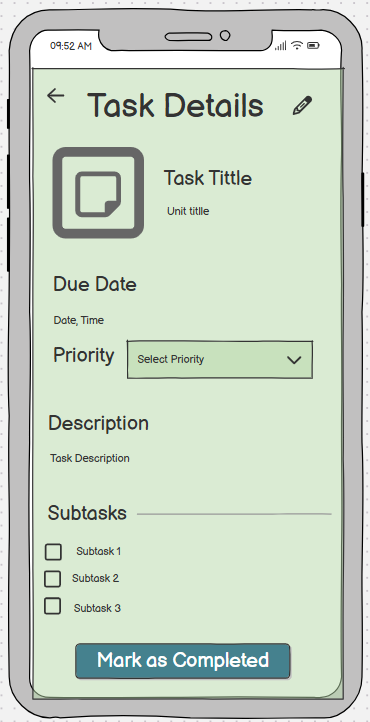 09:52 AM
Task Details
Task Tittle
Unit titlle
Due Date
Date, Time
Priority
Select Priority
Description
Task Description
Subtasks
Subtask 1
Subtask 2
Subtask 3
Mark as Completed